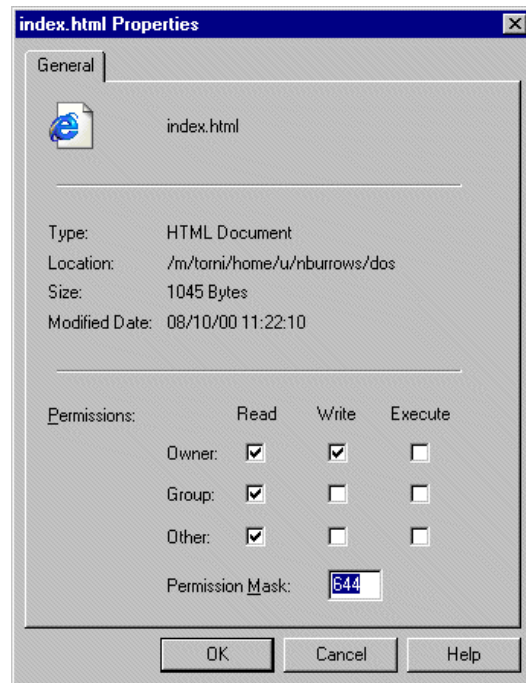 index.html Properties
General
index.html
Type: HTML Document
Location: /m/torni/home/u/nburrows/dos
Size: 1045 Bytes
Modified Date: 08/10/00 11:22:10
Permissions: Read Write Execute
Owner:
Group:
Other:
Permission Mask: 644
OK Cancel Help